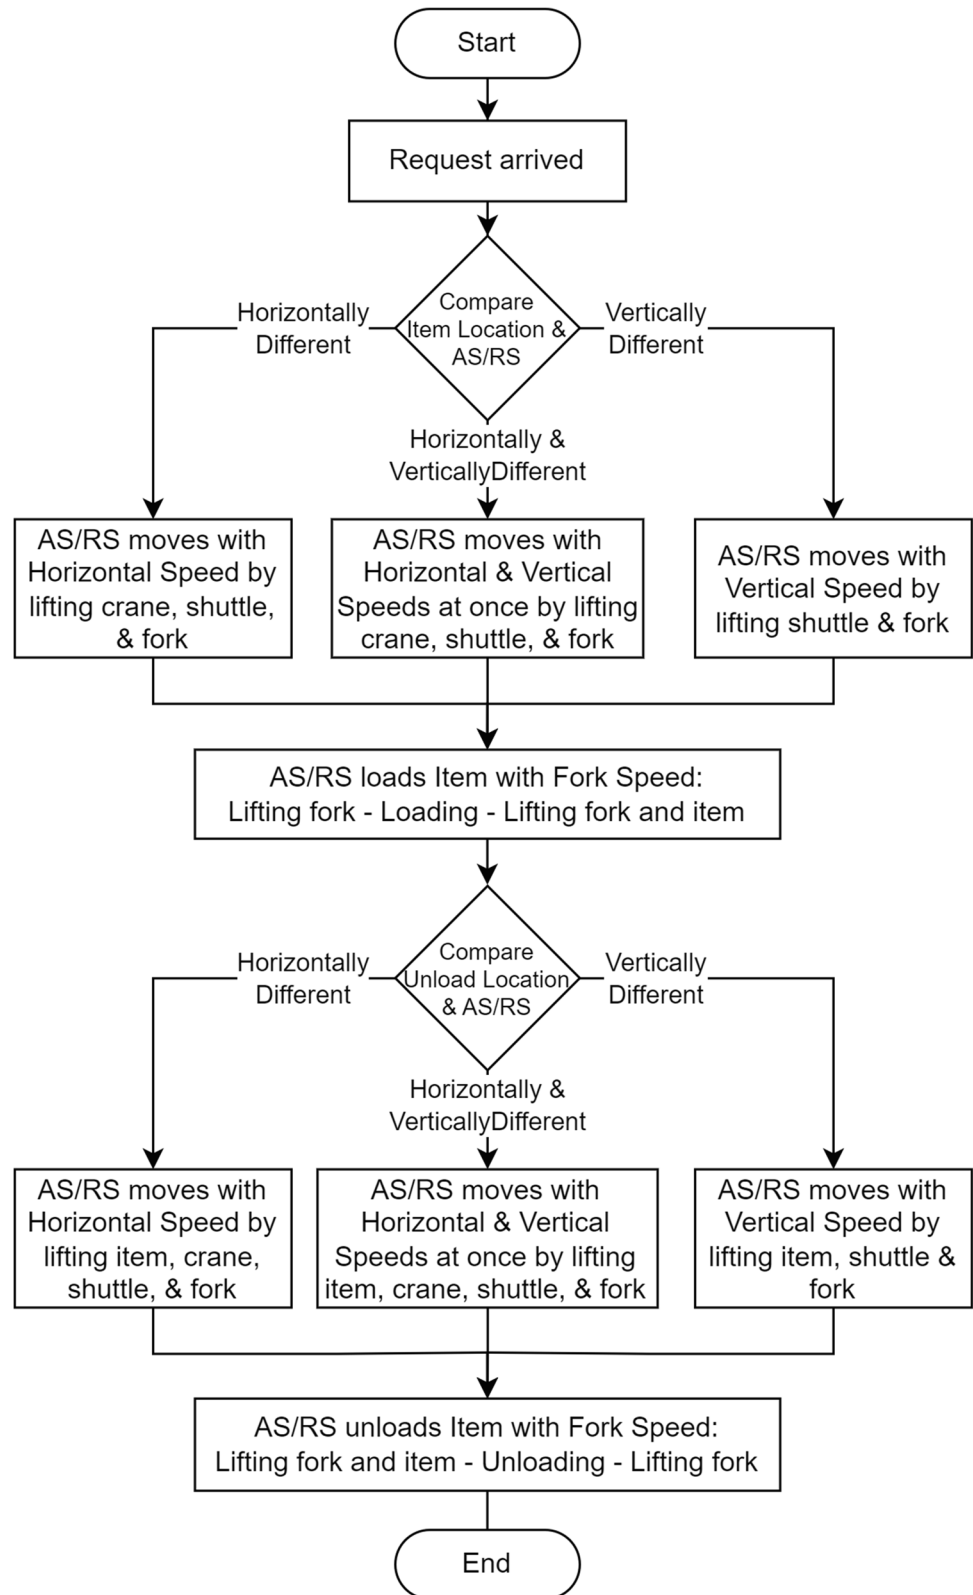 Start
Request arrived
Compare
Item Location &
AS/RS
Horizontally
Different
Vertically
Different
Horizontally &
VerticallyDifferent
AS/RS moves with
Horizontal Speed by
lifting crane, shuttle,
& fork
AS/RS moves with
Horizontal & Vertical
Speeds at once by lifting
crane, shuttle, & fork
AS/RS moves with
Vertical Speed by
lifting shuttle & fork
AS/RS loads Item with Fork Speed:
Lifting fork - Loading - Lifting fork and item
Compare
Unload Location
& AS/RS
Horizontally
Different
Vertically
Different
Horizontally &
VerticallyDifferent
AS/RS moves with
Horizontal Speed by
lifting item, crane,
shuttle, & fork
AS/RS moves with
Horizontal & Vertical
Speeds at once by lifting
item, crane, shuttle, & fork
AS/RS moves with
Vertical Speed by
lifting item, shuttle &
fork
AS/RS unloads Item with Fork Speed:
Lifting fork and item - Unloading - Lifting fork
End